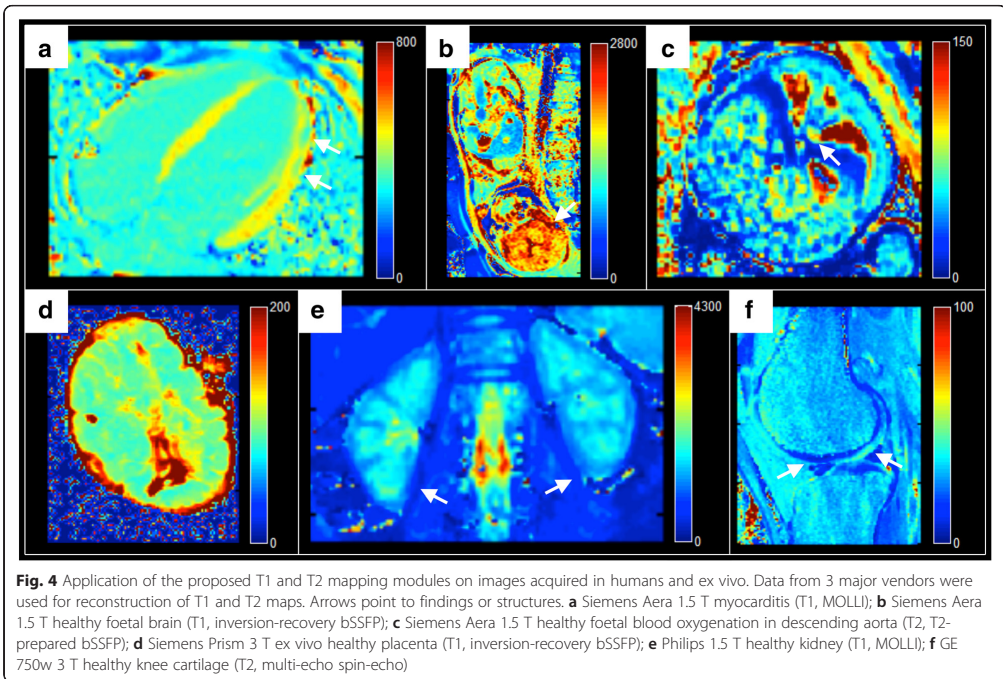 a
800
0
b
2800
0
c
150
0
d
200
0
e
4300
0
f
100
0
Fig. 4 Application of the proposed T1 and T2 mapping modules on images acquired in humans and ex vivo. Data from 3 major vendors were
used for reconstruction of T1 and T2 maps. Arrows point to findings or structures. a Siemens Aera 1.5 T myocarditis (T1, MOLLI); b Siemens Aera
1.5 T healthy foetal brain (T1, inversion-recovery bSSFP); c Siemens Aera 1.5 T healthy foetal blood oxygenation in descending aorta (T2, T2-
prepared bSSFP); d Siemens Prism 3 T ex vivo healthy placenta (T1, inversion-recovery bSSFP); e Philips 1.5 T healthy kidney (T1, MOLLI); f GE
750w 3 T healthy knee cartilage (T2, multi-echo spin-echo)